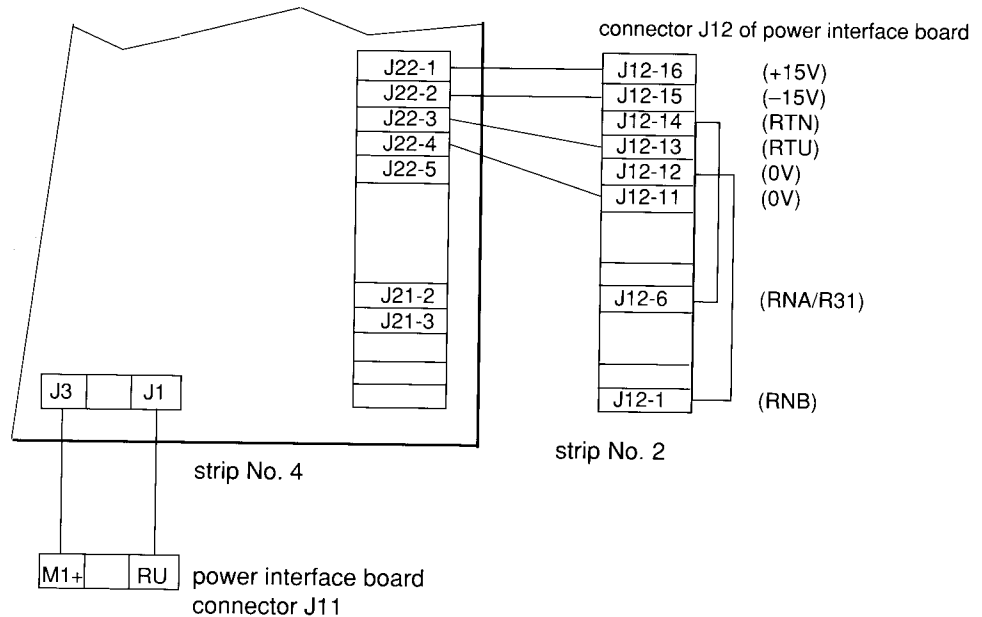 connector J12 of power interface board
J22-1
J22-2
J22-3
J22-4
J22-5
J21-2
J21-3
J12-16 (+15V)
J12-15 (–15V)
J12-14 (RTN)
J12-13 (RTU)
J12-12 (0V)
J12-11 (0V)
J12-6 (RNA/R31)
J12-1 (RNB)
strip No. 2
J3 J1
strip No. 4
M1+ RU
power interface board
connector J11